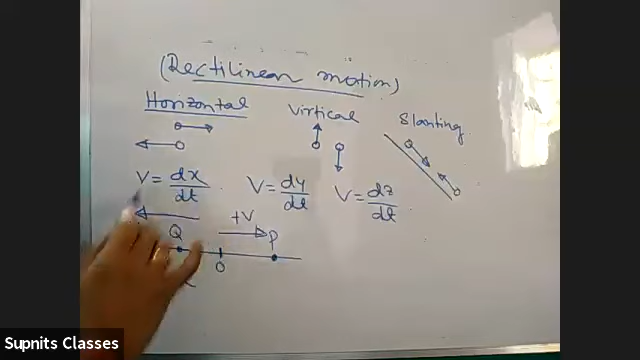 (Rectilinear motion)
Horizontal
Virtical
Slanting
V = dx/dt
V = dy/dt
V = dz/dt
+V
Q
P
O
Supnits Classes